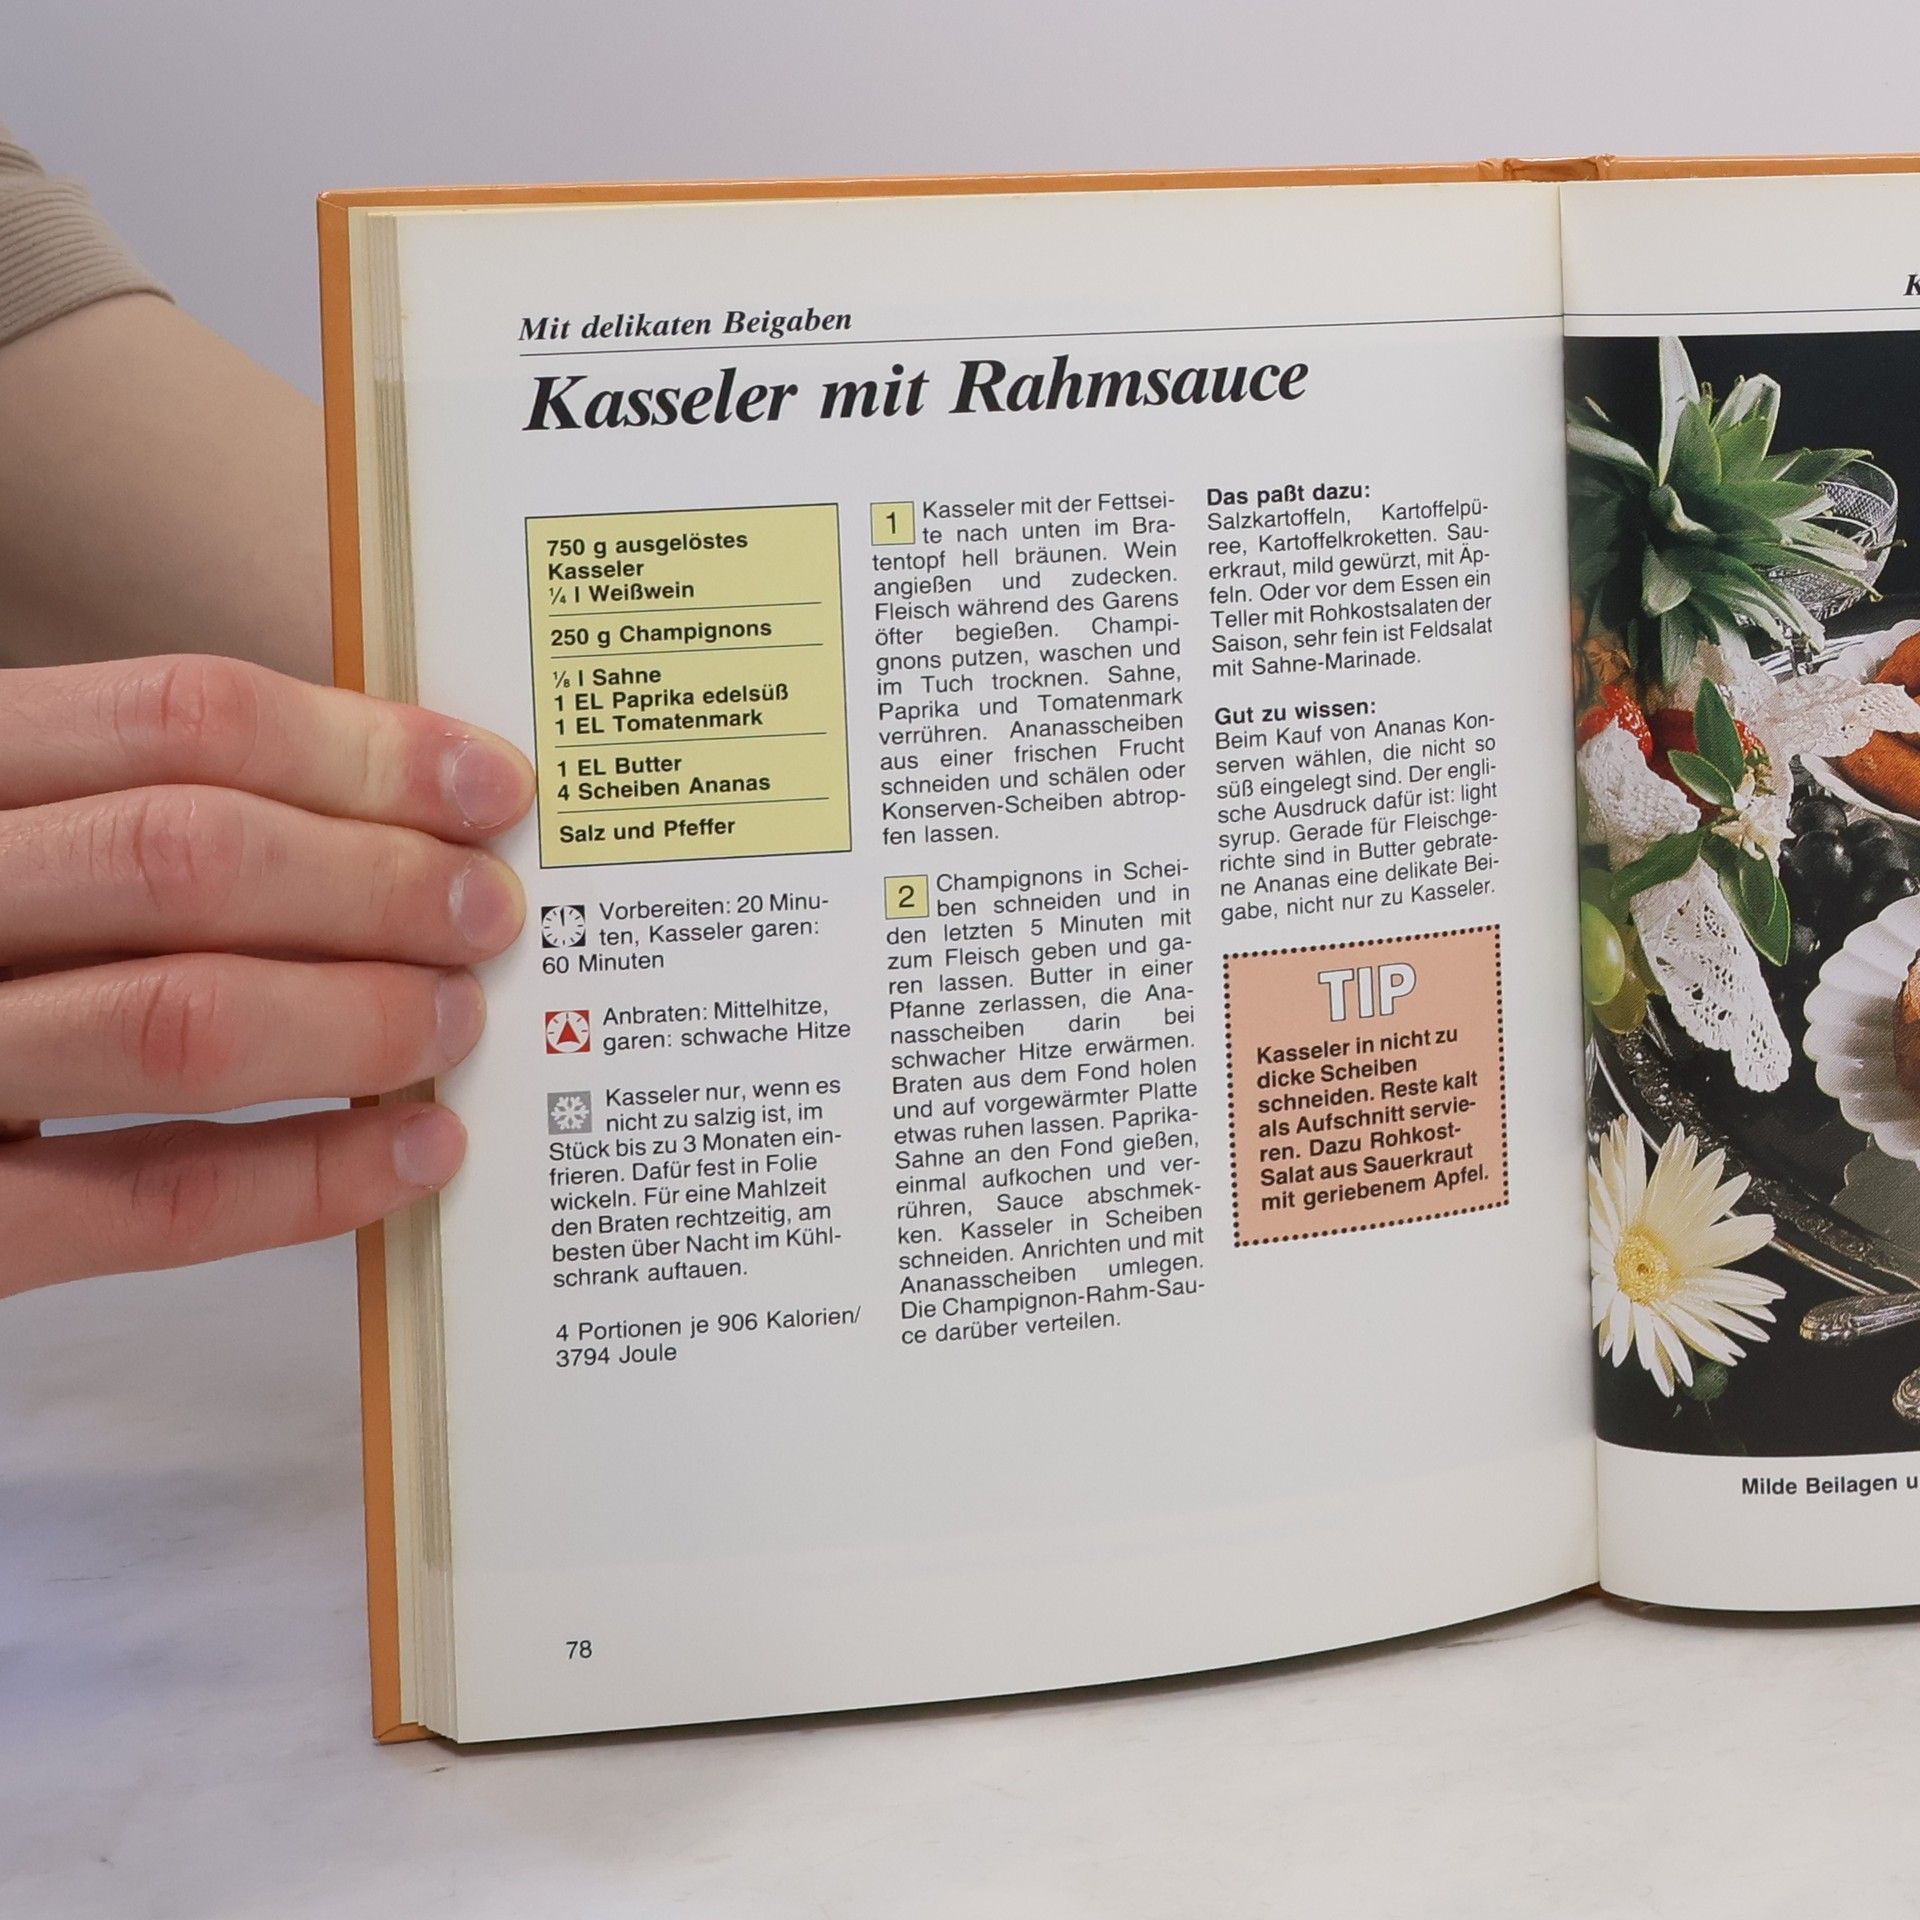 Mit delikaten Beigaben
Kasseler mit Rahmsauce
750 g ausgelöstes
Kasseler
¼ l Weißwein
250 g Champignons
⅛ l Sahne
1 EL Paprika edelsüß
1 EL Tomatenmark
1 EL Butter
4 Scheiben Ananas
Salz und Pfeffer
Vorbereiten: 20 Minu-
ten, Kasseler garen:
60 Minuten
Anbraten: Mittelhitze,
garen: schwache Hitze
Kasseler nur, wenn es
nicht zu salzig ist, im
Stück bis zu 3 Monaten ein-
frieren. Dafür fest in Folie
wickeln. Für eine Mahlzeit
den Braten rechtzeitig, am
besten über Nacht im Kühl-
schrank auftauen.
4 Portionen je 906 Kalorien/
3794 Joule
1 Kasseler mit der Fettsei-
te nach unten im Bra-
tentopf hell bräunen. Wein
angießen und zudecken.
Fleisch während des Garens
öfter begießen. Champi-
gnons putzen, waschen und
im Tuch trocknen. Sahne,
Paprika und Tomatenmark
verrühren. Ananasscheiben
aus einer frischen Frucht
schneiden und schälen oder
Konserven-Scheiben abtrop-
fen lassen.
2 Champignons in Schei-
ben schneiden und in
den letzten 5 Minuten mit
zum Fleisch geben und ga-
ren lassen. Butter in einer
Pfanne zerlassen, die Ana-
nasscheiben darin bei
schwacher Hitze erwärmen.
Braten aus dem Fond holen
und auf vorgewärmter Platte
etwas ruhen lassen. Paprika-
Sahne an den Fond gießen,
einmal aufkochen und ver-
rühren, Sauce abschmek-
ken. Kasseler in Scheiben
schneiden. Anrichten und mit
Ananasscheiben umlegen.
Die Champignon-Rahm-Sau-
ce darüber verteilen.
Das paßt dazu:
Salzkartoffeln, Kartoffelpü-
ree, Kartoffelkroketten. Sau-
erkraut, mild gewürzt, mit Äp-
feln. Oder vor dem Essen ein
Teller mit Rohkostsalaten der
Saison, sehr fein ist Feldsalat
mit Sahne-Marinade.
Gut zu wissen:
Beim Kauf von Ananas Kon-
serven wählen, die nicht so
süß eingelegt sind. Der engli-
sche Ausdruck dafür ist: light
syrup. Gerade für Fleischge-
richte sind in Butter gebrate-
ne Ananas eine delikate Bei-
gabe, nicht nur zu Kasseler.
TIP
Kasseler in nicht zu
dicke Scheiben
schneiden. Reste kalt
als Aufschnitt servie-
ren. Dazu Rohkost-
Salat aus Sauerkraut
mit geriebenem Apfel.
78
K
Milde Beilagen u